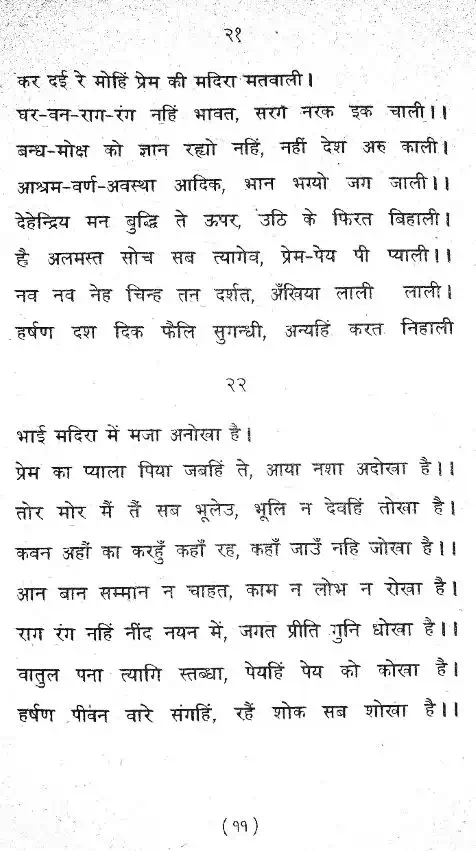 २१
कर दई रे मोहिं प्रेम की मदिरा मतवाली।
घर-वन-राग-रंग नहिं भावत, सरग नरक इक चाली।।
बन्ध-मोक्ष को ज्ञान रह्यो नहिं, नहीं देश अरु काली।
आश्रम-वर्ण-अवस्था आदिक, भान भग्यो जग जाली।।
देहेन्द्रिय मन बुद्धि ते ऊपर, उठि के फिरत बिहाली।
है अलमस्त सोच सब त्यागेव, प्रेम-पेय पी प्याली।।
नव नव नेह चिन्ह तन दर्शत, अँखिया लाली लाली।
हर्षण दश दिक फैलि सुगन्धी, अन्यहिं करत निहाली
२२
भाई मदिरा में मजा अनोखा है।
प्रेम का प्याला पिया जबहिं ते, आया नशा अदोखा है।।
तोर मोर मैं तैं सब भूलेउ, भूलि न देवहिं तोखा है।
कवन अहौं का करहुँ कहाँ रह, कहाँ जाउँ नहि जोखा है।।
आन बान सम्मान न चाहत, काम न लोभ न रोखा है।
राग रंग नहिं नींद नयन में, जगत प्रीति गुनि धोखा है।।
वातुल पना त्यागि स्तब्धा, पेयहिं पेय को कोखा है।
हर्षण पीवन वारे संगहिं, रहैं शोक सब शोखा है।।
(११)